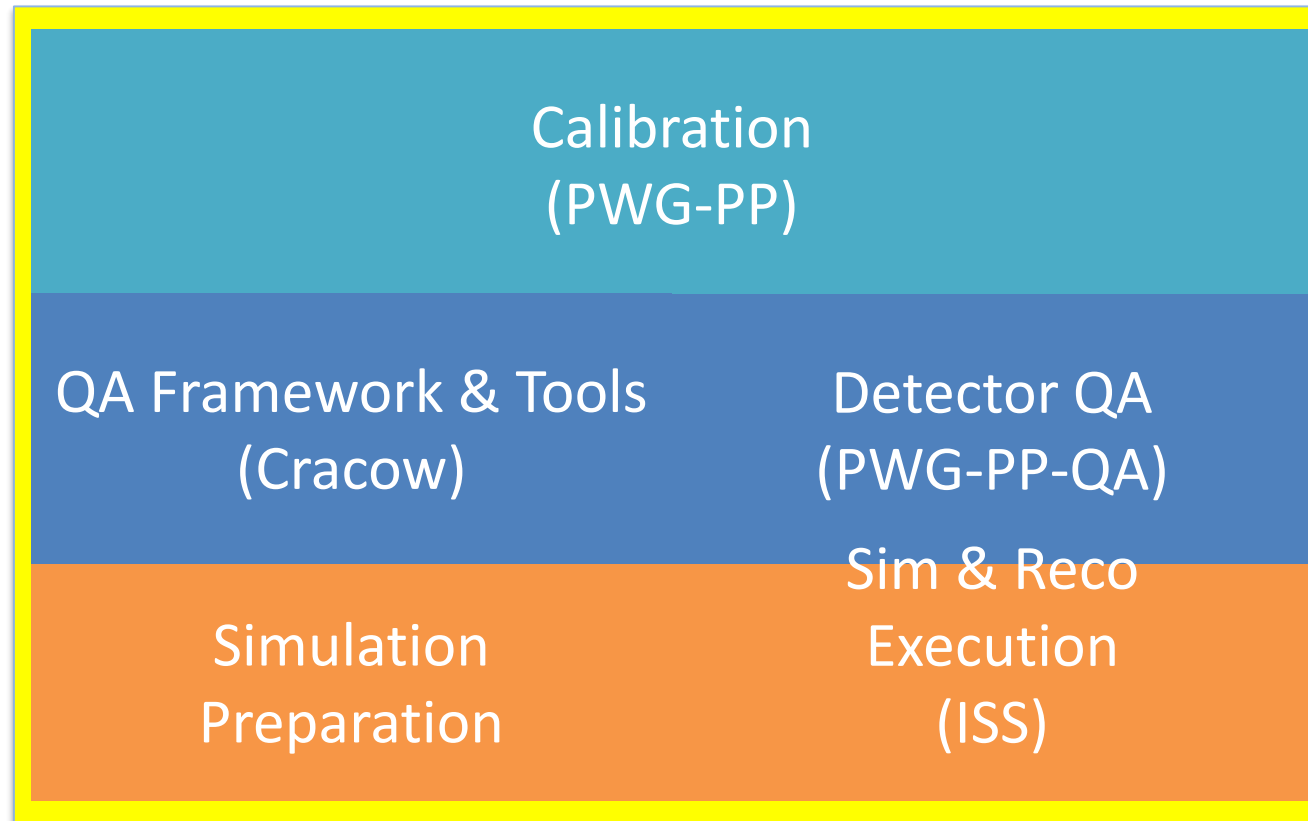 Calibration
(PWG-PP)
QA Framework & Tools
(Cracow)
Detector QA
(PWG-PP-QA)
Simulation
Preparation
Sim & Reco
Execution
(ISS)